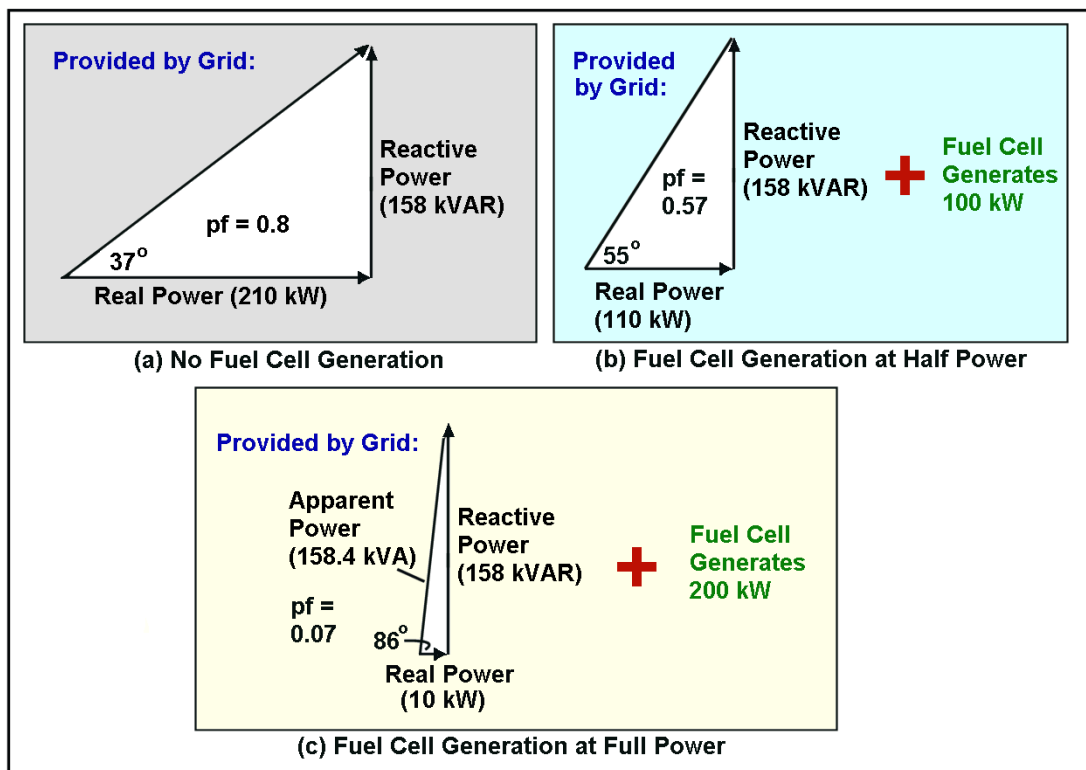 Provided by Grid:
Reactive
Power
(158 kVAR)
pf = 0.8
37°
Real Power (210 kW)
(a) No Fuel Cell Generation
Provided
by Grid:
Reactive
Power
(158 kVAR)
pf =
0.57
55°
Real Power
(110 kW)
+
Fuel Cell
Generates
100 kW
(b) Fuel Cell Generation at Half Power
Provided by Grid:
Apparent
Power
(158.4 kVA)
Reactive
Power
(158 kVAR)
pf =
0.07
86°
Real Power
(10 kW)
+
Fuel Cell
Generates
200 kW
(c) Fuel Cell Generation at Full Power